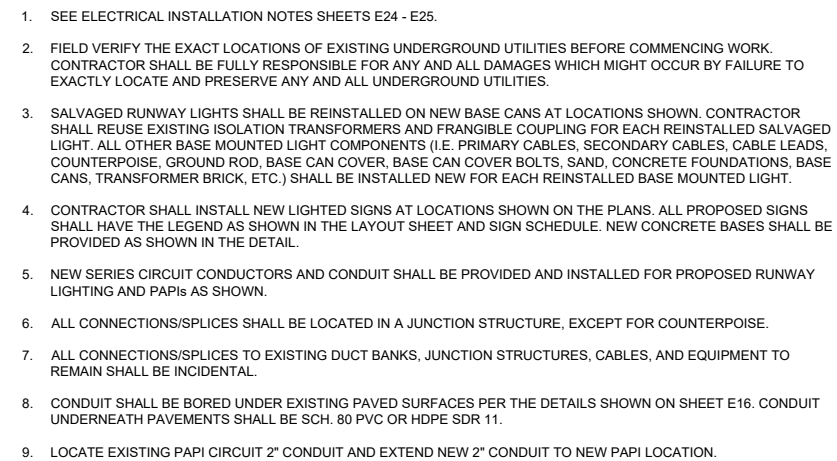 1. SEE ELECTRICAL INSTALLATION NOTES SHEETS E24 - E25.
2. FIELD VERIFY THE EXACT LOCATIONS OF EXISTING UNDERGROUND UTILITIES BEFORE COMMENCING WORK.
CONTRACTOR SHALL BE FULLY RESPONSIBLE FOR ANY AND ALL DAMAGES WHICH MIGHT OCCUR BY FAILURE TO
EXACTLY LOCATE AND PRESERVE ANY AND ALL UNDERGROUND UTILITIES.
3. SALVAGED RUNWAY LIGHTS SHALL BE REINSTALLED ON NEW BASE CANS AT LOCATIONS SHOWN. CONTRACTOR
SHALL REUSE EXISTING ISOLATION TRANSFORMERS AND FRANGIBLE COUPLING FOR EACH REINSTALLED SALVAGED
LIGHT. ALL OTHER BASE MOUNTED LIGHT COMPONENTS (I.E. PRIMARY CABLES, SECONDARY CABLES, CABLE LEADS,
COUNTERPOISE, GROUND ROD, BASE CAN COVER, BASE CAN COVER BOLTS, SAND, CONCRETE FOUNDATIONS, BASE
CANS, TRANSFORMER BRICK, ETC.) SHALL BE INSTALLED NEW FOR EACH REINSTALLED BASE MOUNTED LIGHT.
4. CONTRACTOR SHALL INSTALL NEW LIGHTED SIGNS AT LOCATIONS SHOWN ON THE PLANS. ALL PROPOSED SIGNS
SHALL HAVE THE LEGEND AS SHOWN IN THE LAYOUT SHEET AND SIGN SCHEDULE. NEW CONCRETE BASES SHALL BE
PROVIDED AS SHOWN IN THE DETAIL.
5. NEW SERIES CIRCUIT CONDUCTORS AND CONDUIT SHALL BE PROVIDED AND INSTALLED FOR PROPOSED RUNWAY
LIGHTING AND PAPIs AS SHOWN.
6. ALL CONNECTIONS/SPLICES SHALL BE LOCATED IN A JUNCTION STRUCTURE, EXCEPT FOR COUNTERPOISE.
7. ALL CONNECTIONS/SPLICES TO EXISTING DUCT BANKS, JUNCTION STRUCTURES, CABLES, AND EQUIPMENT TO
REMAIN SHALL BE INCIDENTAL.
8. CONDUIT SHALL BE BORED UNDER EXISTING PAVED SURFACES PER THE DETAILS SHOWN ON SHEET E16. CONDUIT
UNDERNEATH PAVEMENTS SHALL BE SCH. 80 PVC OR HDPE SDR 11.
9. LOCATE EXISTING PAPI CIRCUIT 2" CONDUIT AND EXTEND NEW 2" CONDUIT TO NEW PAPI LOCATION.